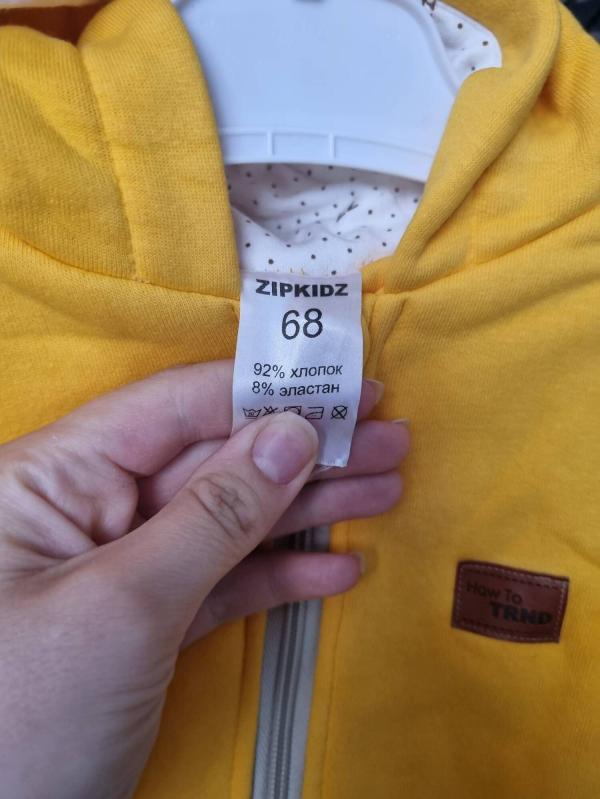 ZIPKIDZ
68
92% хлопок
8% эластан
How To
TRND